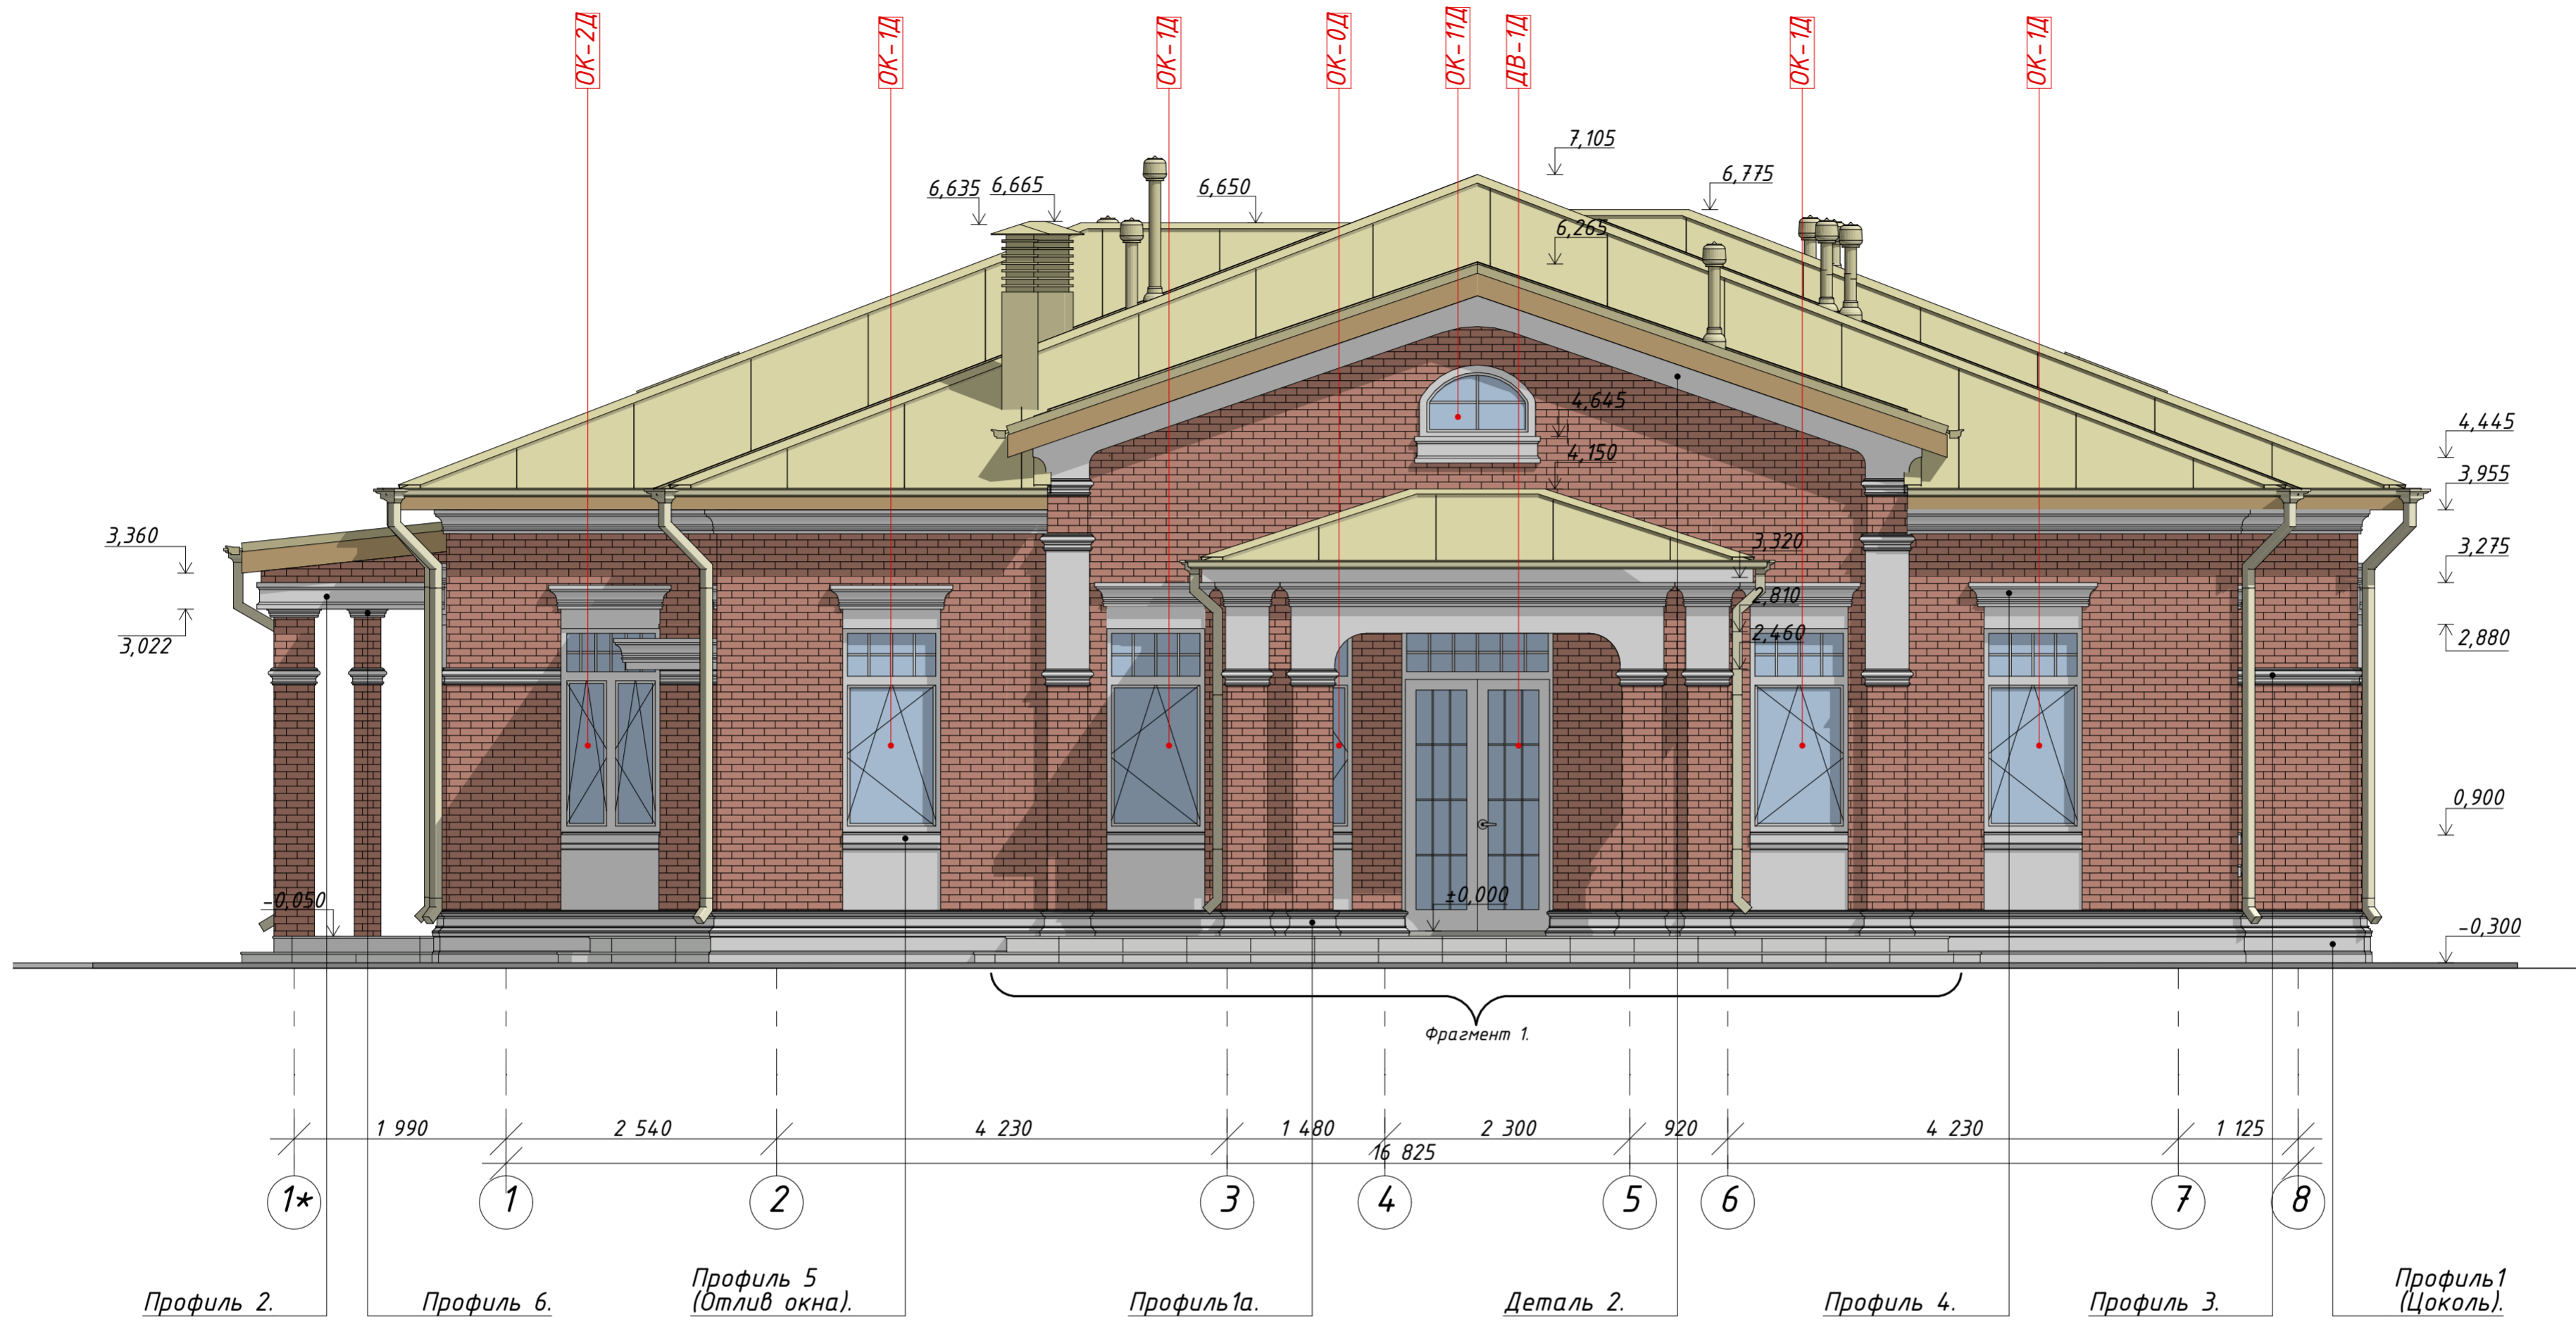 ОК-2Д
ОК-1Д
ОК-1Д
ОК-0Д
ОК-11Д
ДВ-1Д
ОК-1Д
ОК-1Д
7,105
6,635
6,665
6,650
6,775
6,265
4,645
4,150
4,445
3,955
3,360
3,320
3,275
2,810
3,022
2,460
2,880
0,900
-0,050
±0,000
-0,300
Фрагмент 1.
1 990
2 540
4 230
1 480
2 300
920
4 230
1 125
16 825
1*
1
2
3
4
5
6
7
8
Профиль 2.
Профиль 6.
Профиль 5
(Отлив окна).
Профиль1а.
Деталь 2.
Профиль 4.
Профиль 3.
Профиль1
(Цоколь).